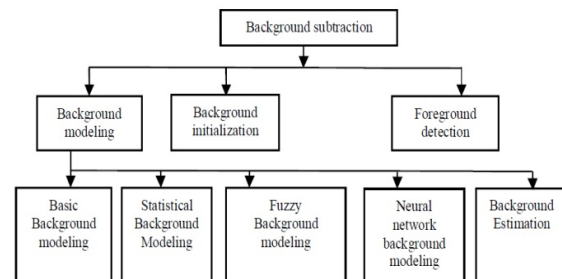 Background subtraction
Background
modeling
Background
initialization
Foreground
detection
Basic
Background
modeling
Statistical
Background
Modeling
Fuzzy
Background
modeling
Neural
network
background
modeling
Background
Estimation